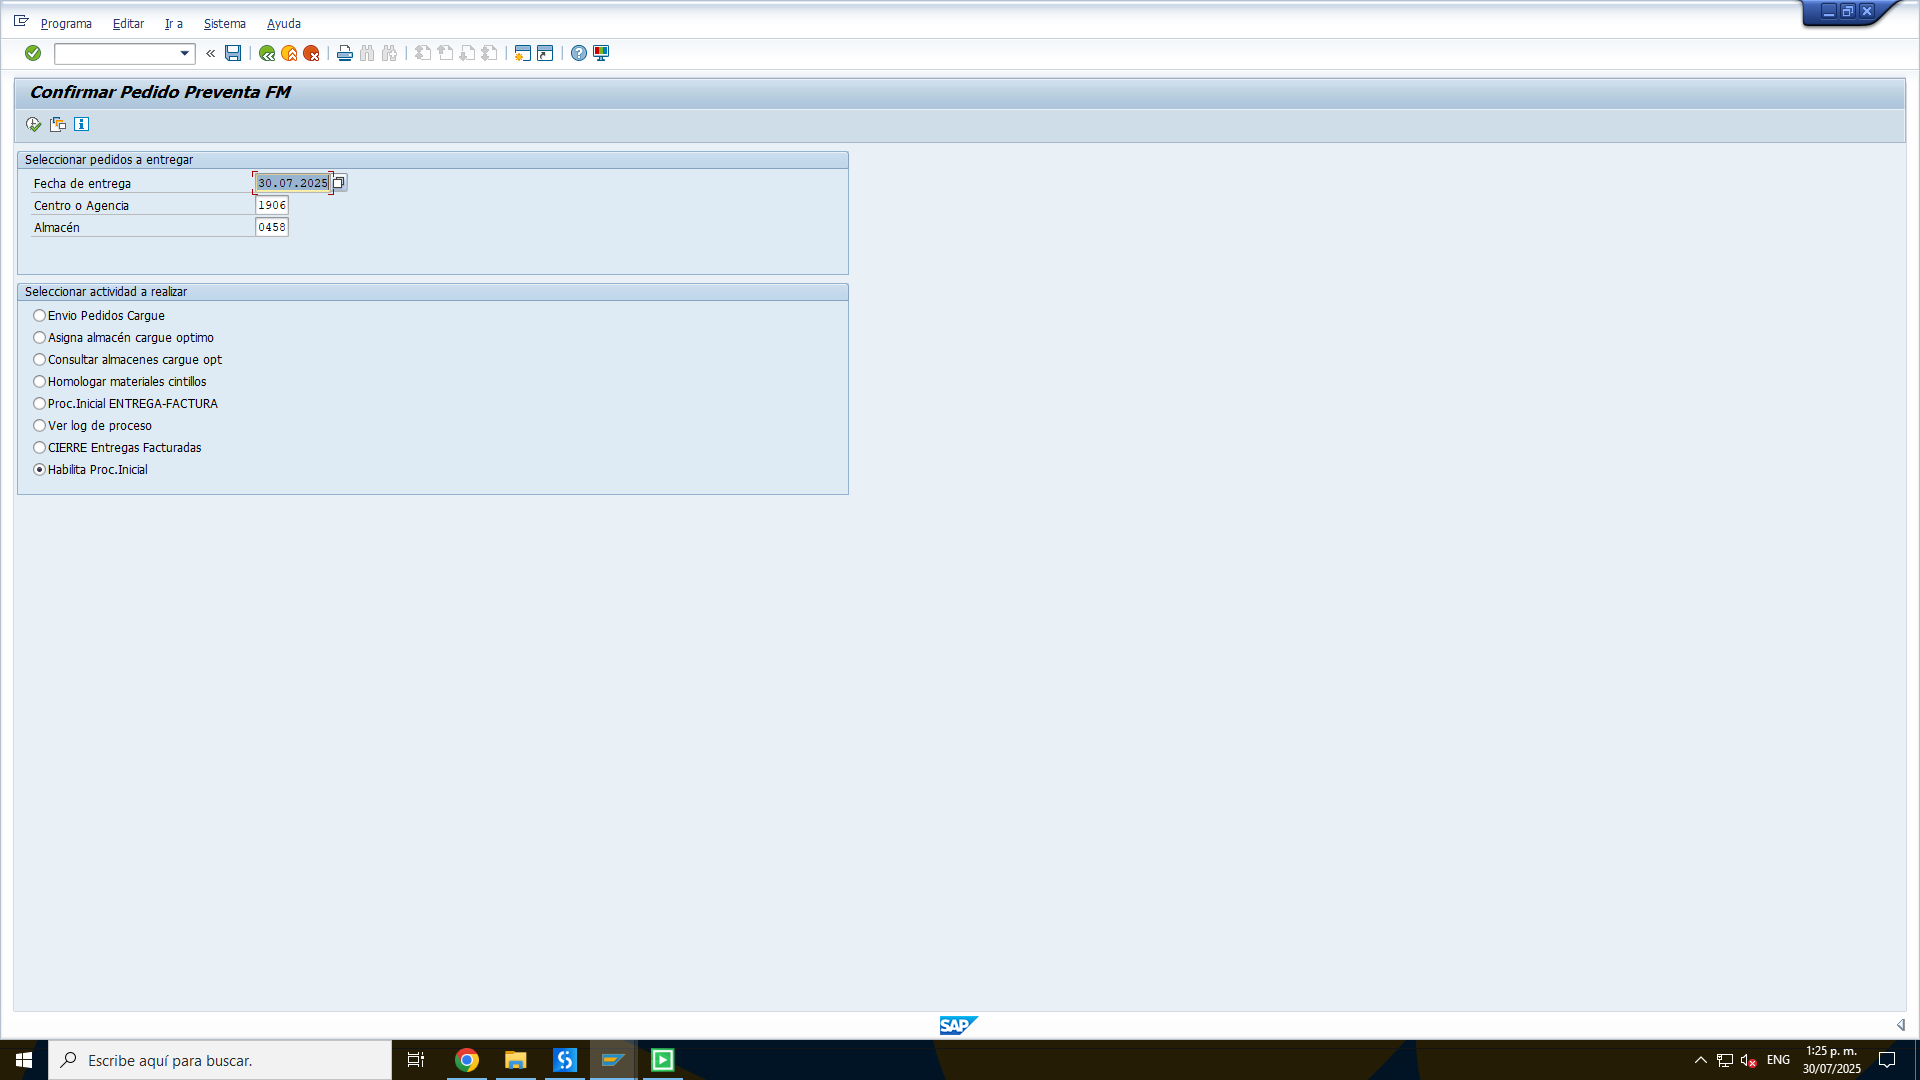 Programa Editar Ir a Sistema Ayuda
Confirmar Pedido Preventa FM
Seleccionar pedidos a entregar
Fecha de entrega 30.07.2025
Centro o Agencia 1906
Almacén 0458
Seleccionar actividad a realizar
Envio Pedidos Cargue
Asigna almacén cargue optimo
Consultar almacenes cargue opt
Homologar materiales cintillos
Proc.Inicial ENTREGA-FACTURA
Ver log de proceso
CIERRE Entregas Facturadas
Habilita Proc.Inicial
SAP
Escribe aquí para buscar.
ENG
1:25 p. m.
30/07/2025